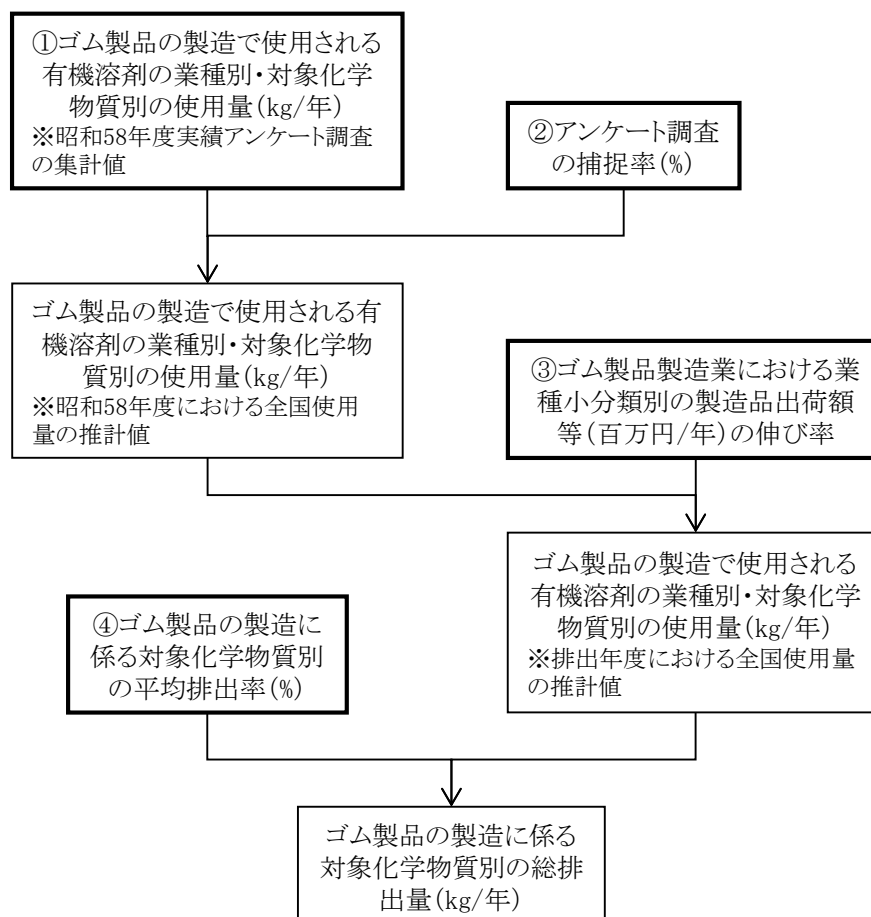 ①ゴム製品の製造で使用される
有機溶剤の業種別・対象化学
物質別の使用量(kg/年)
※昭和58年度実績アンケート調査
の集計値
②アンケート調査
の捕捉率(%)
ゴム製品の製造で使用される有
機溶剤の業種別・対象化学物
質別の使用量(kg/年)
※昭和58年度における全国使用
量の推計値
③ゴム製品製造業における業
種小分類別の製造品出荷額
等(百万円/年)の伸び率
ゴム製品の製造で使用される
有機溶剤の業種別・対象化学
物質別の使用量(kg/年)
※排出年度における全国使用量
の推計値
④ゴム製品の製造に
係る対象化学物質別
の平均排出率(%)
ゴム製品の製造に係る
対象化学物質別の総排
出量(kg/年)